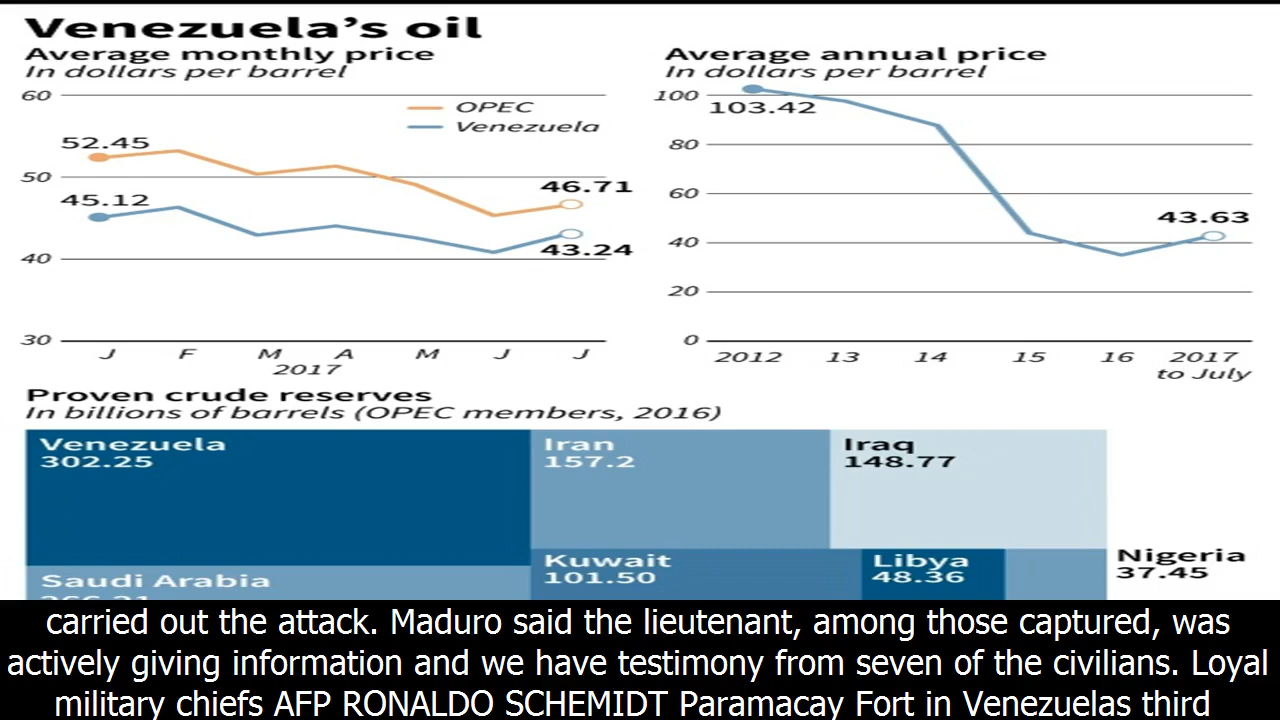 Venezuela's oil
Average monthly price
In dollars per barrel
60
OPEC
Venezuela
52.45
50
45.12
46.71
43.24
40
30
J F M A M J J
2017
Average annual price
In dollars per barrel
100
103.42
80
60
43.63
40
20
0
2012 13 14 15 16 2017
to July
Proven crude reserves
In billions of barrels (OPEC members, 2016)
Venezuela
302.25
Iran
157.2
Iraq
148.77
Saudi Arabia
Kuwait
101.50
Libya
48.36
Nigeria
37.45
carried out the attack. Maduro said the lieutenant, among those captured, was
actively giving information and we have testimony from seven of the civilians. Loyal
military chiefs AFP RONALDO SCHEMIDT Paramacay Fort in Venezuelas third